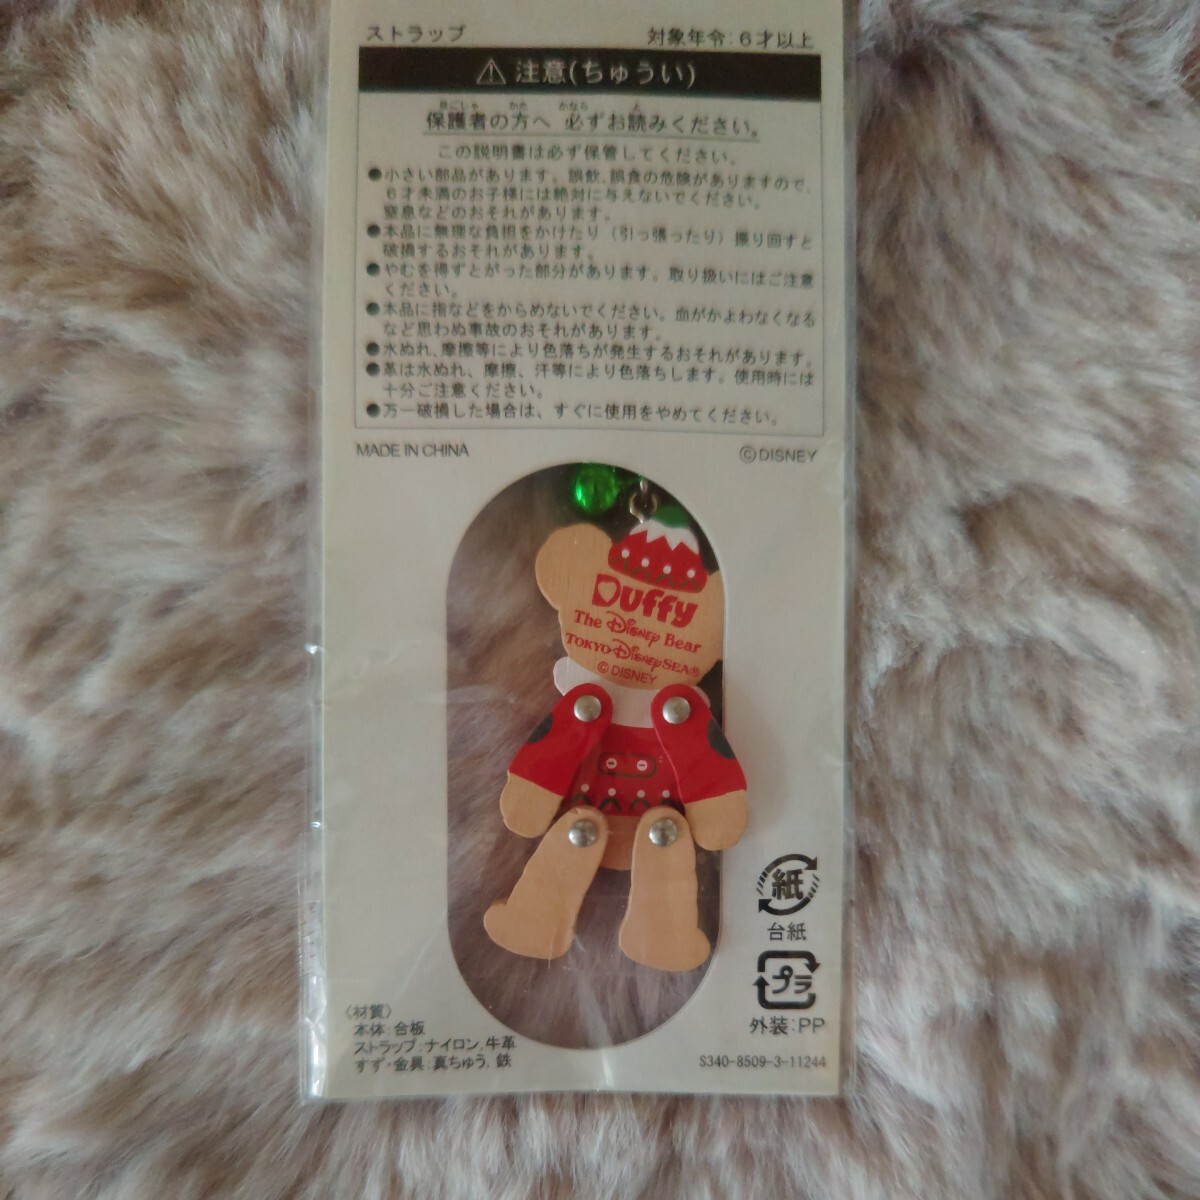 ストラップ 対象年令:6才以上
⚠ 注意(ちゅうい)
ほごしゃ かた かなら よ
保護者の方へ 必ずお読みください。
この説明書は必ず保管してください。
●小さい部品があります。誤飲、誤食の危険がありますので、
6才未満のお子様には絶対に与えないでください。
窒息などのおそれがあります。
●本品に無理な負担をかけたり(引っ張ったり)振り回すと
破損するおそれがあります。
●やむを得ずとがった部分があります。取り扱いにはご注意
ください。
●本品に指などをからめないでください。血がかよわなくなる
など思わぬ事故のおそれがあります。
●水ぬれ、摩擦等により色落ちが発生するおそれがあります。
●革は水ぬれ、摩擦、汗等により色落ちします。使用時には
十分ご注意ください。
●万一破損した場合は、すぐに使用をやめてください。
MADE IN CHINA ©DISNEY
Duffy
The Disney Bear
TOKYO DisneySEA®
©DISNEY
紙
台紙
プラ
外装:PP
〈材質〉
本体:合板
ストラップ:ナイロン,牛革
すず・金具:真ちゅう,鉄
S340-8509-3-11244